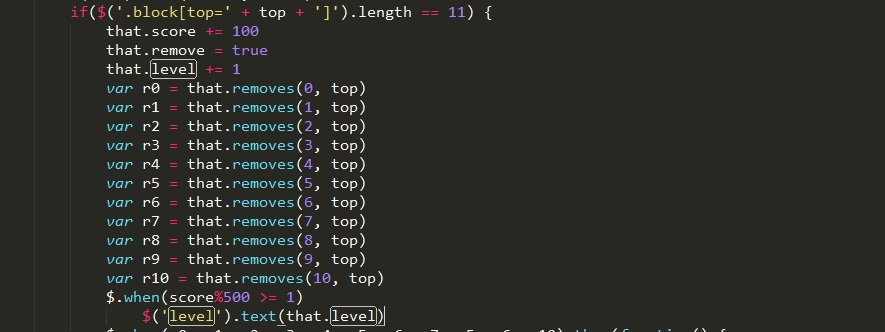 if($('.block[top=' + top + ']').length == 11) {
that.score += 100
that.remove = true
that.level += 1
var r0 = that.removes(0, top)
var r1 = that.removes(1, top)
var r2 = that.removes(2, top)
var r3 = that.removes(3, top)
var r4 = that.removes(4, top)
var r5 = that.removes(5, top)
var r6 = that.removes(6, top)
var r7 = that.removes(7, top)
var r8 = that.removes(8, top)
var r9 = that.removes(9, top)
var r10 = that.removes(10, top)
$.when(score%500 >= 1)
$('level').text(that.level)